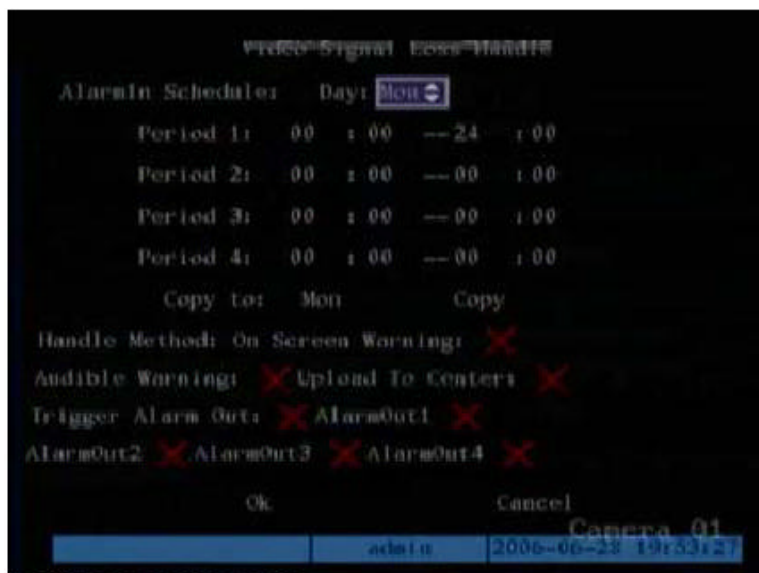 Video Signal Loss Handle
AlarmIn Schedule: Day: Mon
Period 1: 00 : 00 --24 : 00
Period 2: 00 : 00 --00 : 00
Period 3: 00 : 00 --00 : 00
Period 4: 00 : 00 --00 : 00
Copy to: Mon Copy
Handle Method: On Screen Worning:
Audible Worning: Upload To Center:
Trigger Alarm Out: AlarmOut1
AlarmOut2 AlarmOut3 AlarmOut4
Ok Cancel
Camera 01
admin 2006-06-28 19:53:27